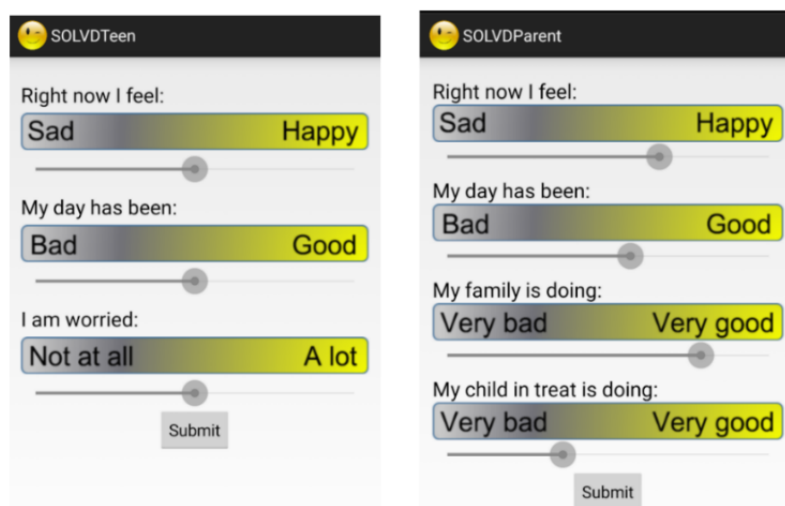 SOLVDTeen
Right now I feel:
Sad Happy
My day has been:
Bad Good
I am worried:
Not at all A lot
Submit
SOLVDParent
Right now I feel:
Sad Happy
My day has been:
Bad Good
My family is doing:
Very bad Very good
My child in treat is doing:
Very bad Very good
Submit